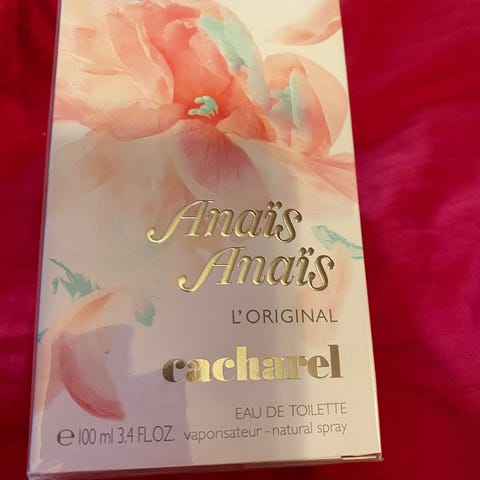 Anaïs
Anaïs
L'ORIGINAL
cacharel
EAU DE TOILETTE
e 100 ml 3.4 FL.OZ vaporisateur - natural spray